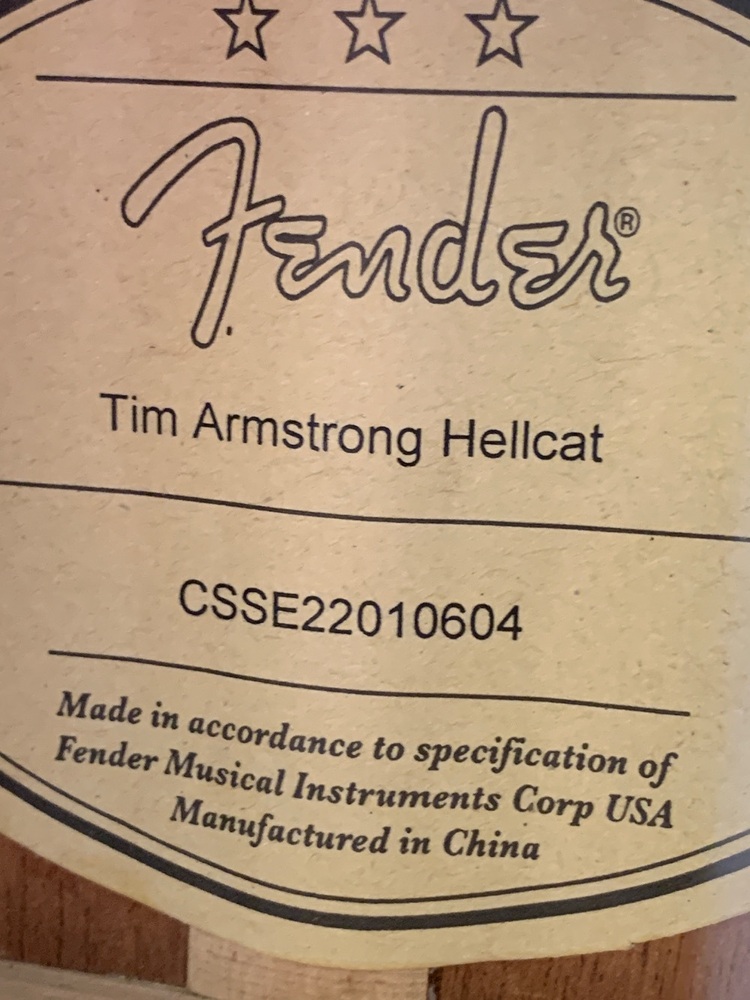 Fender®
Tim Armstrong Hellcat
CSSE22010604
Made in accordance to specification of
Fender Musical Instruments Corp USA
Manufactured in China